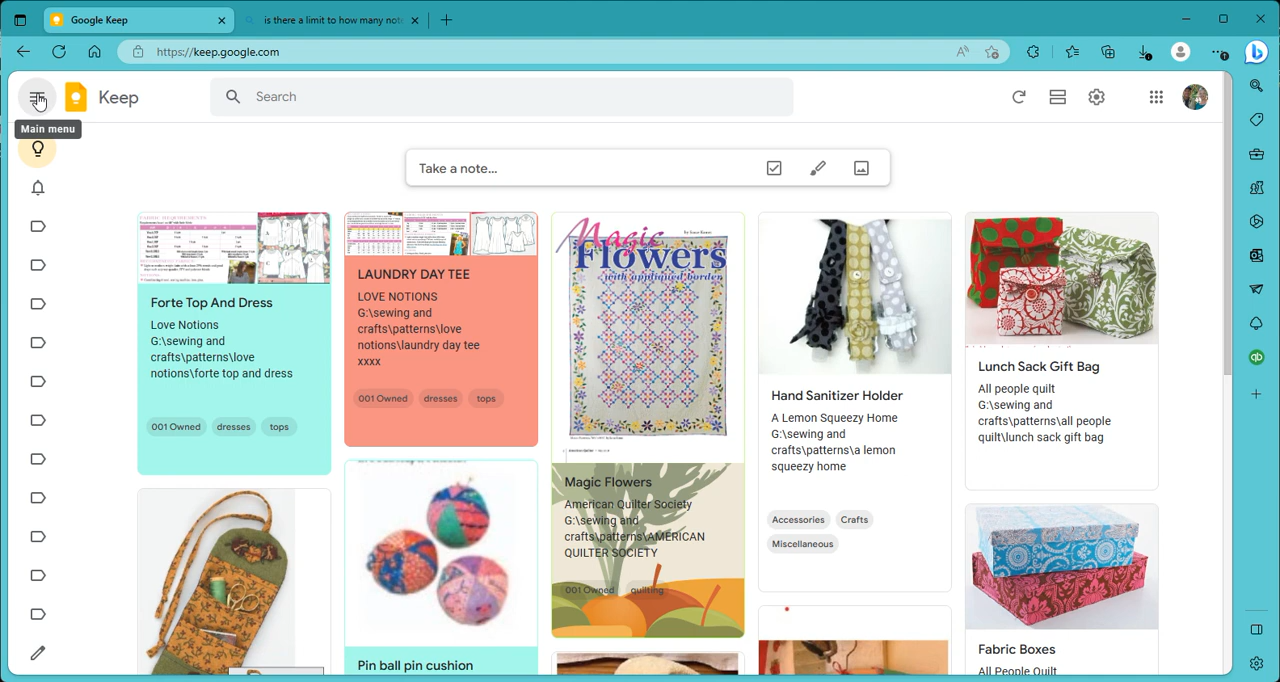 Google Keep
is there a limit to how many note
https://keep.google.com
Keep
Search
Main menu
Take a note...
FABRIC REQUIREMENTS
Forte Top And Dress
Love Notions
G:\sewing and
crafts\patterns\love
notions\forte top and dress
001 Owned
dresses
tops
LAUNDRY DAY TEE
LOVE NOTIONS
G:\sewing and
crafts\patterns\love
notions\laundry day tee
xxxx
001 Owned
dresses
tops
Pin ball pin cushion
Magic
Flowers
with appliqued border
Magic Flowers
American Quilter Society
G:\sewing and
crafts\patterns\AMERICAN
QUILTER SOCIETY
001 Owned
quilting
Hand Sanitizer Holder
A Lemon Squeezy Home
G:\sewing and
crafts\patterns\a lemon
squeezy home
Accessories
Crafts
Miscellaneous
Lunch Sack Gift Bag
All people quilt
G:\sewing and
crafts\patterns\all people
quilt\lunch sack gift bag
Fabric Boxes
All People Quilt